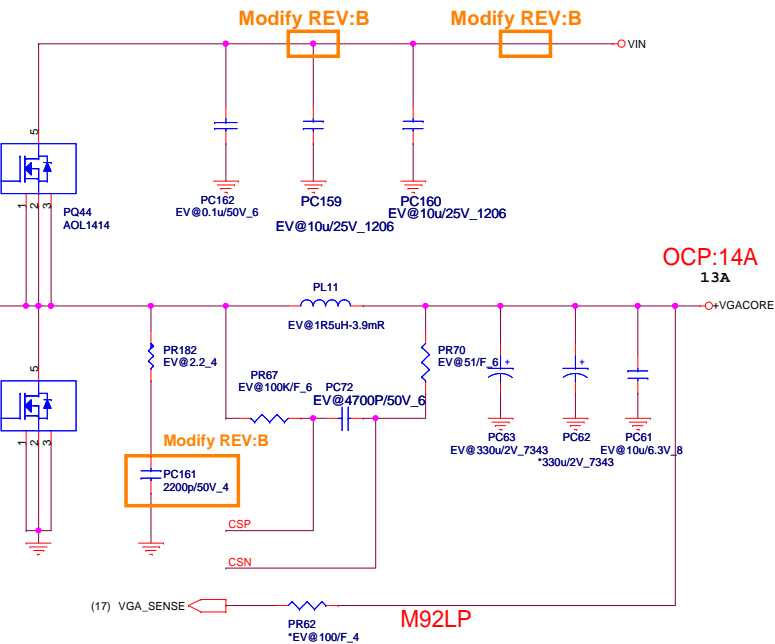 Modify REV:B
Modify REV:B
VIN
5
1
2
3
PQ44
AOL1414
PC162
EV@0.1u/50V_6
PC159
EV@10u/25V_1206
PC160
EV@10u/25V_1206
OCP:14A
13A
PL11
EV@1R5uH-3.9mR
+VGACORE
PR182
EV@2.2_4
PR67
EV@100K/F_6
PC72
EV@4700P/50V_6
PR70
EV@51/F_6
+
+
5
1
2
3
PC63
EV@330u/2V_7343
PC62
*330u/2V_7343
PC61
EV@10u/6.3V_8
Modify REV:B
PC161
2200p/50V_4
CSP
CSN
(17) VGA_SENSE
PR62
*EV@100/F_4
M92LP